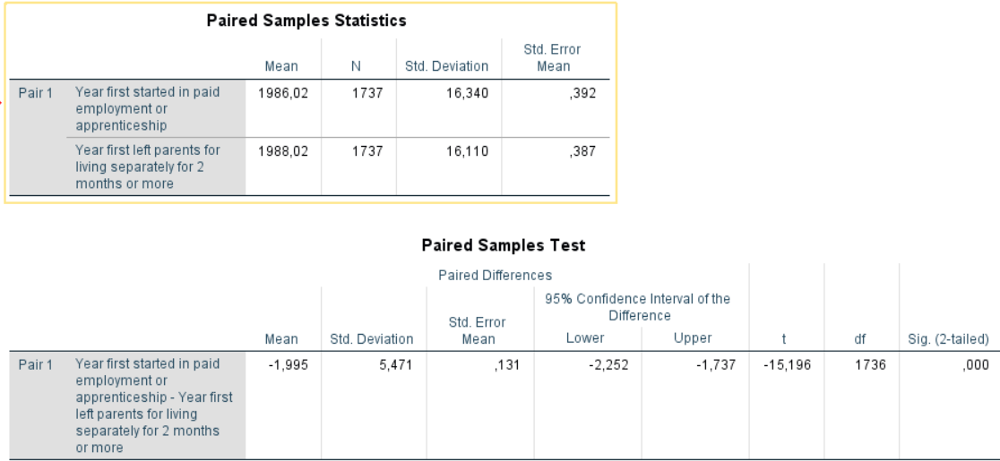 Paired Samples Statistics
Mean N Std. Deviation Std. Error Mean
Pair 1 Year first started in paid employment or apprenticeship 1986,02 1737 16,340 ,392
Year first left parents for living separately for 2 months or more 1988,02 1737 16,110 ,387
Paired Samples Test
Paired Differences
95% Confidence Interval of the Difference
Mean Std. Deviation Std. Error Mean Lower Upper t df Sig. (2-tailed)
Pair 1 Year first started in paid employment or apprenticeship - Year first left parents for living separately for 2 months or more -1,995 5,471 ,131 -2,252 -1,737 -15,196 1736 ,000